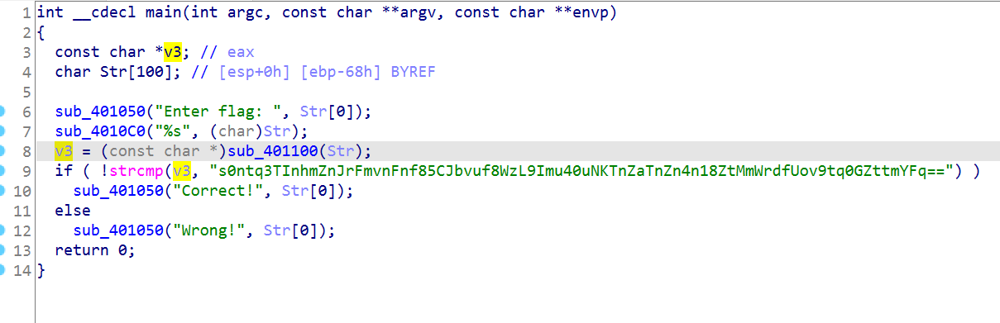 1 int __cdecl main(int argc, const char **argv, const char **envp)
2 {
3 const char *v3; // eax
4 char Str[100]; // [esp+0h] [ebp-68h] BYREF
5
6 sub_401050("Enter flag: ", Str[0]);
7 sub_4010C0("%s", (char)Str);
8 v3 = (const char *)sub_401100(Str);
9 if ( !strcmp(v3, "s0ntq3TInhmZnJrFmvnFnf85CJbvuf8WzL9Imu40uNKTnZaTnZn4n18ZtMmWrdfUov9tq0GZttmYFq==") )
10 sub_401050("Correct!", Str[0]);
11 else
12 sub_401050("Wrong!", Str[0]);
13 return 0;
14 }